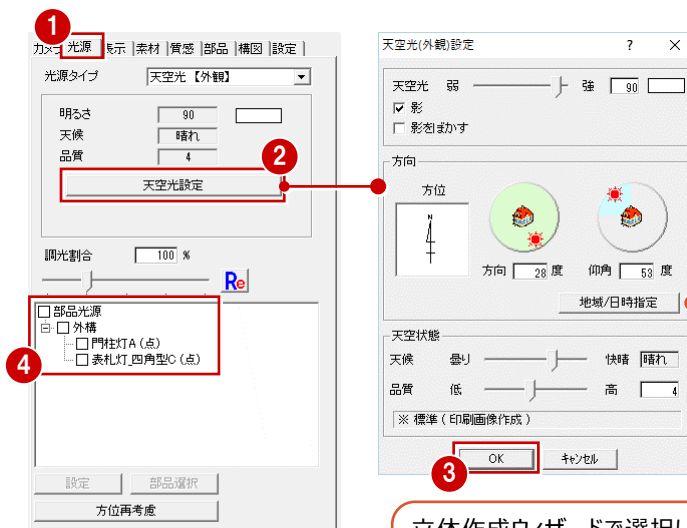 1
カメラ 光源 表示 素材 質感 部品 構図 設定
光源タイプ 天空光【外観】
明るさ 90
天候 晴れ
品質 4
2
天空光設定
調光割合 100 %
Re
部品光源
外構
門柱灯A (点)
表札灯_四角型C (点)
4
設定 部品選択
方位再考慮
天空光(外観)設定 ? ×
天空光 弱 強 90
影
影をぼかす
方向
方位
N
方向 28 度 仰角 53 度
地域/日時指定
天空状態
天候 曇り 快晴 晴れ
品質 低 高 4
※ 標準 ( 印刷画像作成 )
OK キャンセル
3